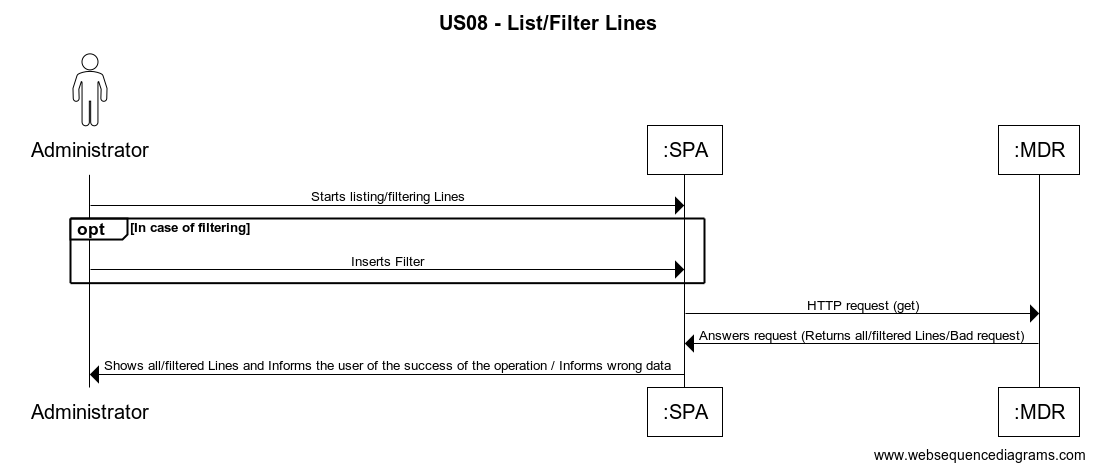 US08 - List/Filter Lines
Administrator
:SPA
:MDR
Starts listing/filtering Lines
opt
[In case of filtering]
Inserts Filter
HTTP request (get)
Answers request (Returns all/filtered Lines/Bad request)
Shows all/filtered Lines and Informs the user of the success of the operation / Informs wrong data
Administrator
:SPA
:MDR
www.websequencediagrams.com